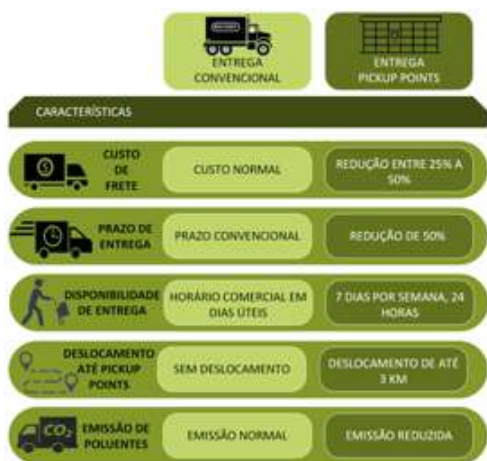 ENTREGA
CONVENCIONAL
ENTREGA
PICKUP POINTS
CARACTERÍSTICAS
CUSTO
DE
FRETE
CUSTO NORMAL
REDUÇÃO ENTRE 25% A
50%
PRAZO DE
ENTREGA
PRAZO CONVENCIONAL
REDUÇÃO DE 50%
DISPONIBILIDADE
DE ENTREGA
HORÁRIO COMERCIAL EM
DIAS ÚTEIS
7 DIAS POR SEMANA, 24
HORAS
DESLOCAMENTO
ATÉ PICKUP
POINTS
SEM DESLOCAMENTO
DESLOCAMENTO DE ATÉ
3 KM
CO₂
EMISSÃO DE
POLUENTES
EMISSÃO NORMAL
EMISSÃO REDUZIDA